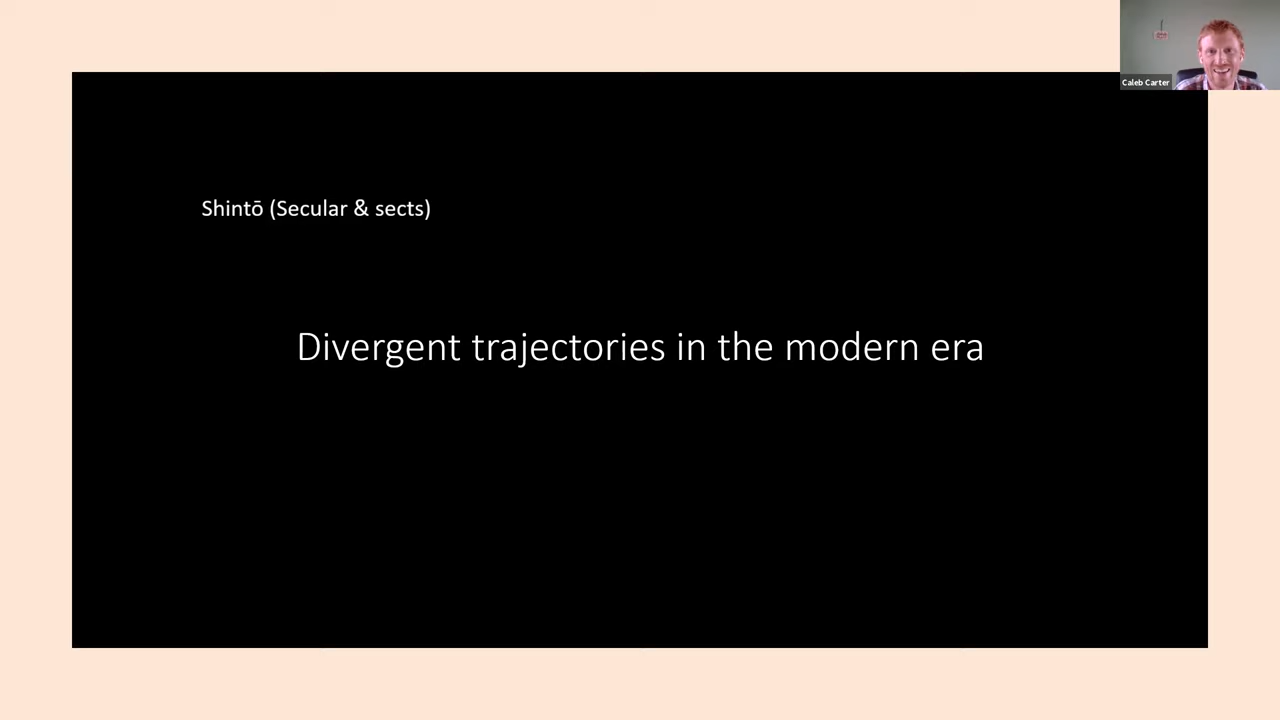 Caleb Carter
Shintō (Secular & sects)
Divergent trajectories in the modern era